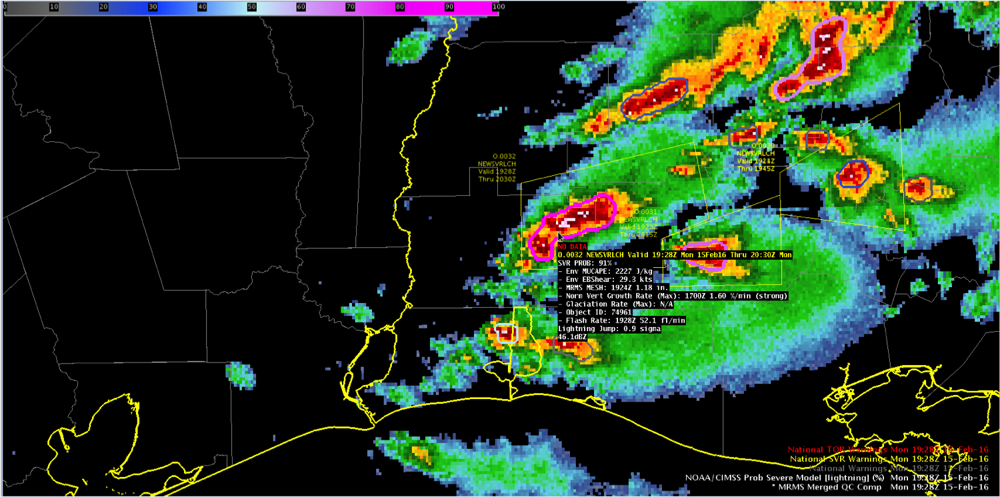 0 10 20 30 40 50 60 70 80 90 100
O.0032
NEWSVRLCH
Valid 1928Z
Thru 2030Z
NEWSVRLCH
Thru 1945Z
O.0031
NEWSVRLCH
Valid 1923Z
Thru 2015Z
NO DATA
O.0032 NEWSVRLCH Valid 19:28Z Mon 15Feb16 Thru 20:30Z Mon
SVR PROB: 91%
- Env MUCAPE: 2227 J/kg
- Env EBShear: 29.3 kts
- MRMS MESH: 1924Z 1.18 in.
- Norm Vert Growth Rate (Max): 1700Z 1.60 %/min (strong)
- Glaciation Rate (Max): N/A
- Object ID: 74961
- Flash Rate: 1928Z 52.1 fl/min
Lightning Jump: 0.9 sigma
46.1dBZ
National TOR Warnings Mon 19:28Z 15-Feb-16
National SVR Warnings Mon 19:28Z 15-Feb-16
National Warnings Mon 19:28Z 15-Feb-16
NOAA/CIMSS Prob Severe Model [lightning] (%) Mon 19:28Z 15-Feb-16
* MRMS Merged QC Comp Mon 19:28Z 15-Feb-16